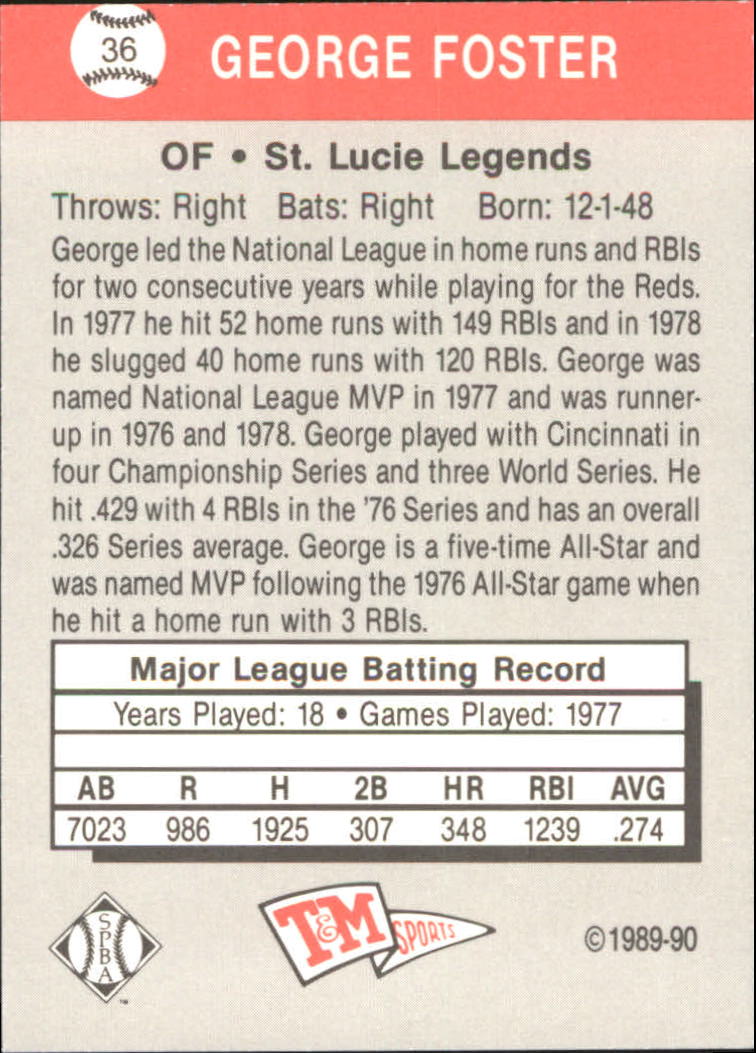 36
GEORGE FOSTER
OF • St. Lucie Legends
Throws: Right Bats: Right Born: 12-1-48
George led the National League in home runs and RBIs
for two consecutive years while playing for the Reds.
In 1977 he hit 52 home runs with 149 RBIs and in 1978
he slugged 40 home runs with 120 RBIs. George was
named National League MVP in 1977 and was runner-
up in 1976 and 1978. George played with Cincinnati in
four Championship Series and three World Series. He
hit .429 with 4 RBIs in the '76 Series and has an overall
.326 Series average. George is a five-time All-Star and
was named MVP following the 1976 All-Star game when
he hit a home run with 3 RBIs.
Major League Batting Record
Years Played: 18 • Games Played: 1977
AB R H 2B HR RBI AVG
7023 986 1925 307 348 1239 .274
SPBA
™
T&M
SPORTS
©1989-90